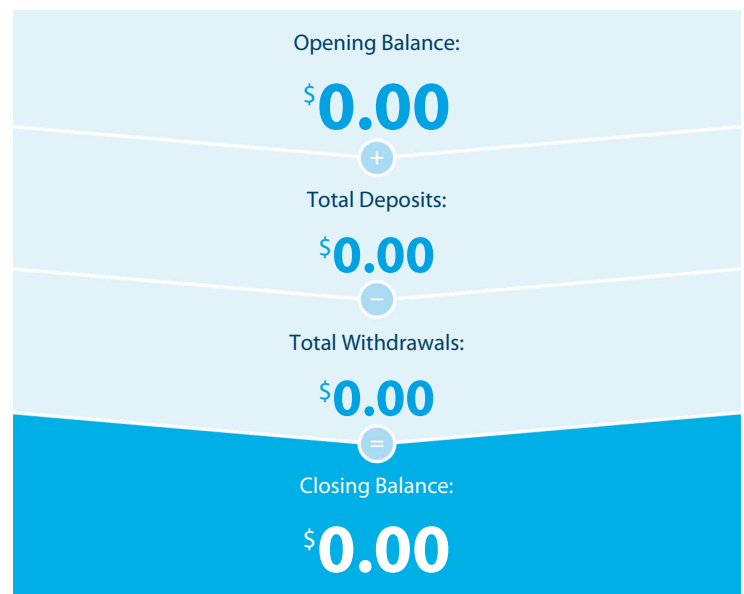 Opening Balance:
$0.00
+
Total Deposits:
$0.00
−
Total Withdrawals:
$0.00
=
Closing Balance:
$0.00